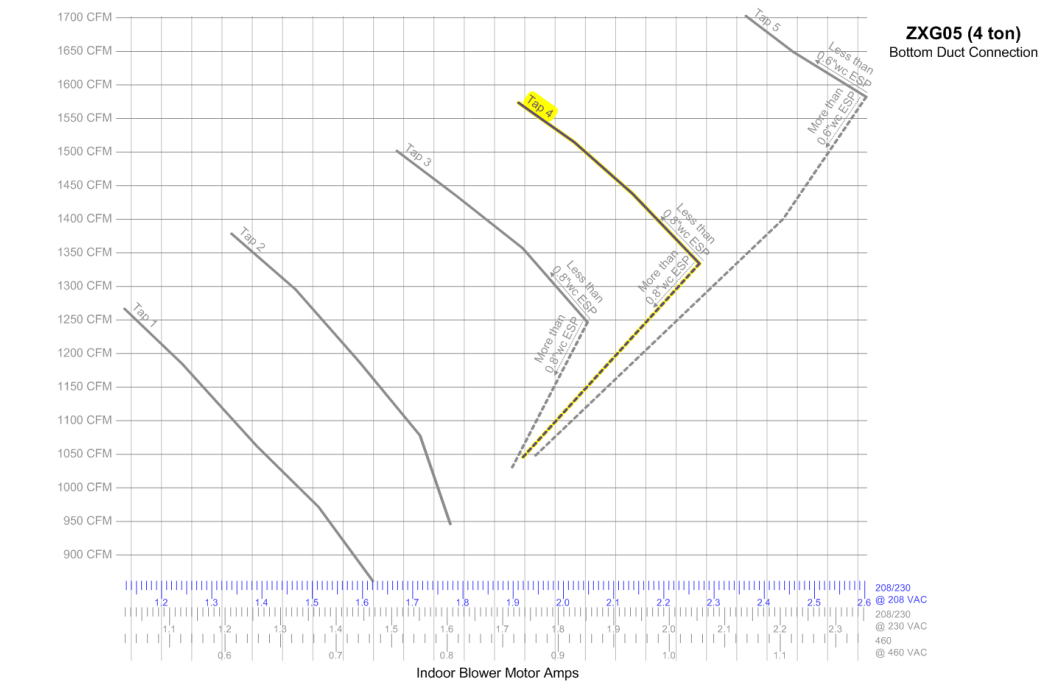 ZXG05 (4 ton)
Bottom Duct Connection
1700 CFM
1650 CFM
1600 CFM
1550 CFM
1500 CFM
1450 CFM
1400 CFM
1350 CFM
1300 CFM
1250 CFM
1200 CFM
1150 CFM
1100 CFM
1050 CFM
1000 CFM
950 CFM
900 CFM
Tap 1
Tap 2
Tap 3
Less than
0.8"wc ESP
More than
0.8"wc ESP
Tap 4
Less than
0.8"wc ESP
More than
0.8"wc ESP
Tap 5
Less than
0.6"wc ESP
More than
0.6"wc ESP
1.2 1.3 1.4 1.5 1.6 1.7 1.8 1.9 2.0 2.1 2.2 2.3 2.4 2.5 2.6
208/230
@ 208 VAC
1.1 1.2 1.3 1.4 1.5 1.6 1.7 1.8 1.9 2.0 2.1 2.2 2.3
208/230
@ 230 VAC
0.6 0.7 0.8 0.9 1.0 1.1
460
@ 460 VAC
Indoor Blower Motor Amps